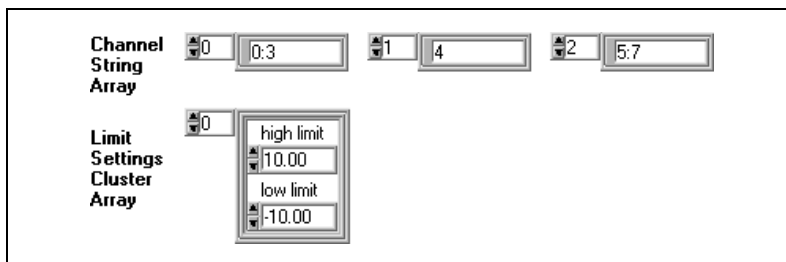 Channel String Array
0
0:3
1
4
2
5:7
Limit Settings Cluster Array
0
high limit
10.00
low limit
-10.00